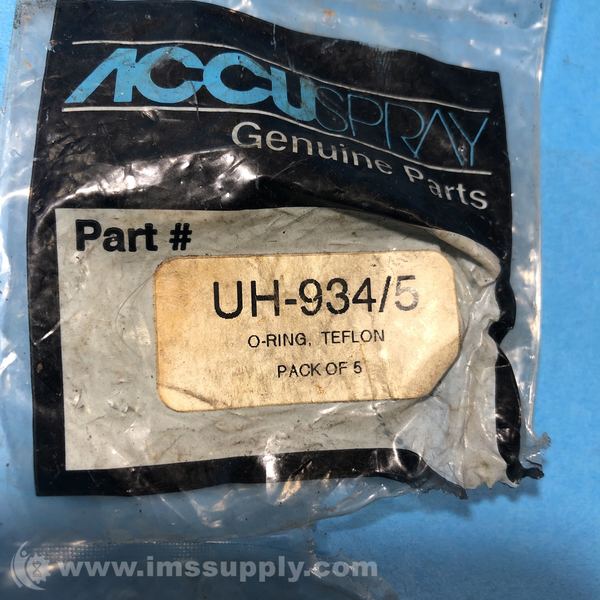 ACCUSPRAY
Genuine Parts
Part #
UH-934/5
O-RING, TEFLON
PACK OF 5
www.imssupply.com